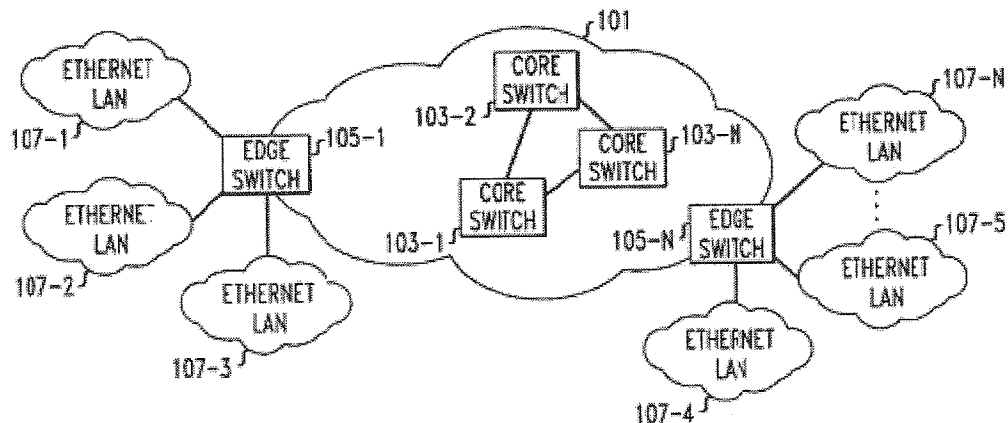 101
ETHERNET
LAN
107-1
EDGE
SWITCH
105-1
ETHERNET
LAN
107-2
ETHERNET
LAN
107-3
CORE
SWITCH
103-2
CORE
SWITCH
103-N
CORE
SWITCH
103-1
EDGE
SWITCH
105-N
ETHERNET
LAN
107-N
ETHERNET
LAN
107-5
ETHERNET
LAN
107-4